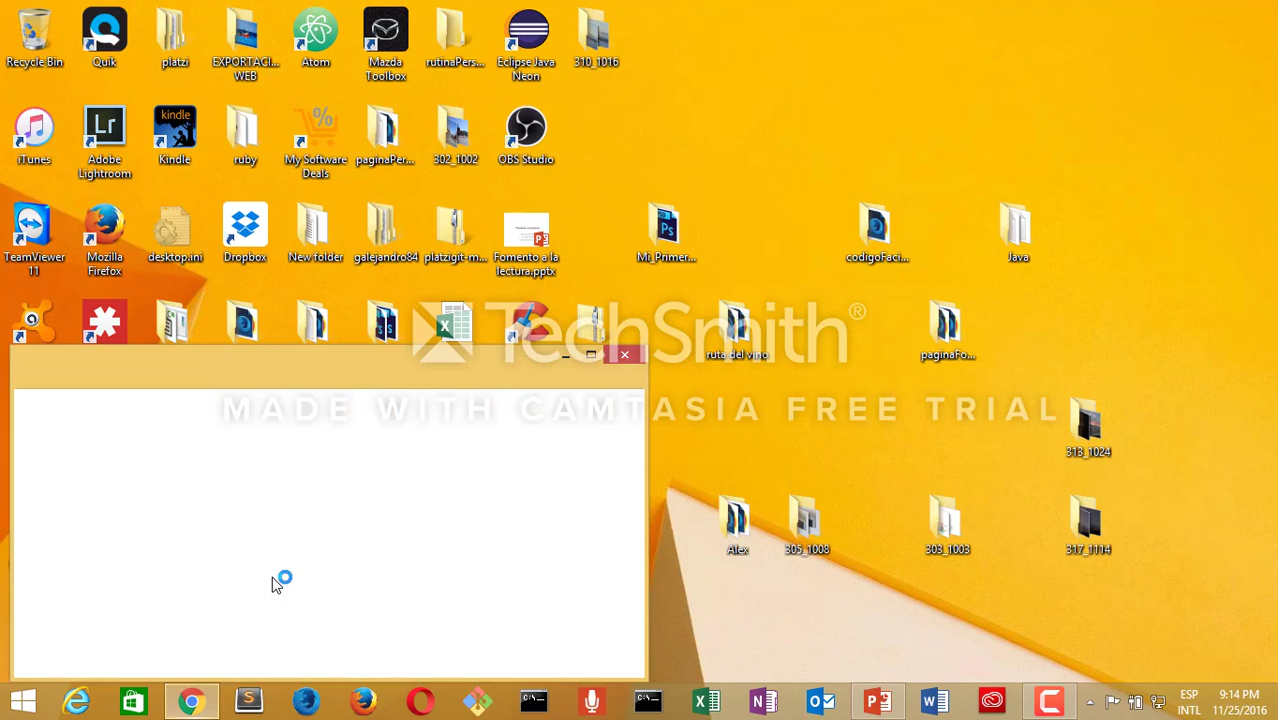 Recycle Bin
Quik
platzi
EXPORTACI... WEB
Atom
Mazda Toolbox
rutinaPers...
Eclipse Java Neon
310_1016
iTunes
Lr
Adobe Lightroom
kindle
Kindle
ruby
%
My Software Deals
paginaPer...
302_1002
OBS Studio
TeamViewer 11
Mozilla Firefox
desktop.ini
Dropbox
New folder
galejandro84
platzigit-m...
Fomento a la lectura.pptx
Ps
Mi_Primer...
codigoFaci...
Java
TechSmith®
ruta del vino
paginaFo...
MADE WITH CAMTASIA FREE TRIAL
313_1024
Alex
305_1008
303_1003
317_1114
ESP
INTL
9:14 PM
11/25/2016